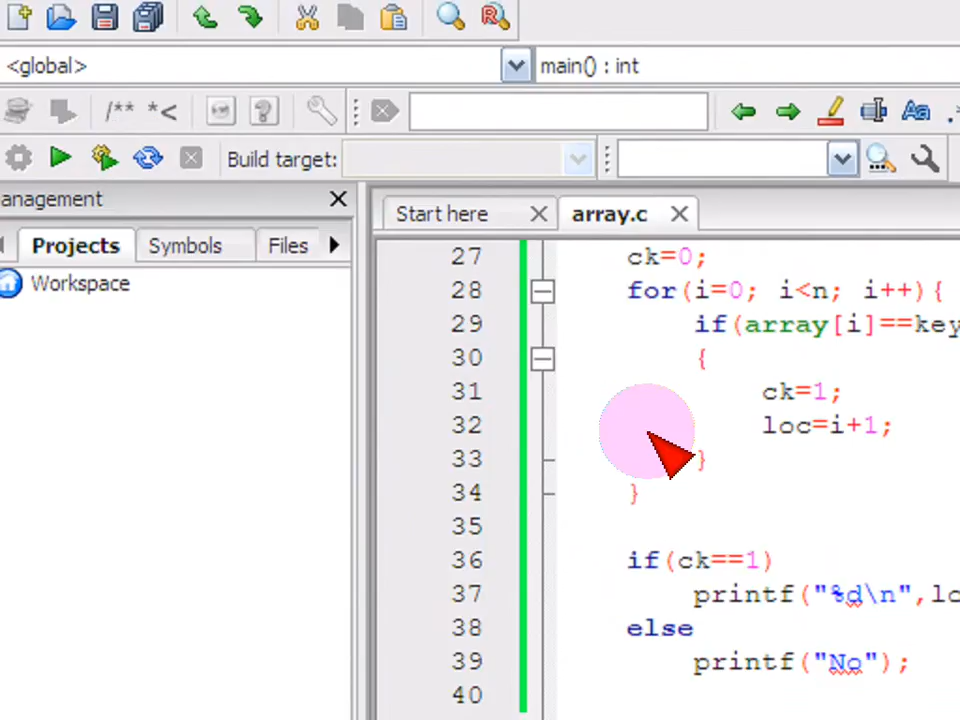 <global>
main() : int
/** *<
Build target:
anagement
Projects
Symbols
Files
Workspace
Start here
array.c
27 ck=0;
28 for(i=0; i<n; i++){
29 if(array[i]==key
30 {
31 ck=1;
32 loc=i+1;
33 }
34 }
35
36 if(ck==1)
37 printf("%d\n",lo
38 else
39 printf("No");
40